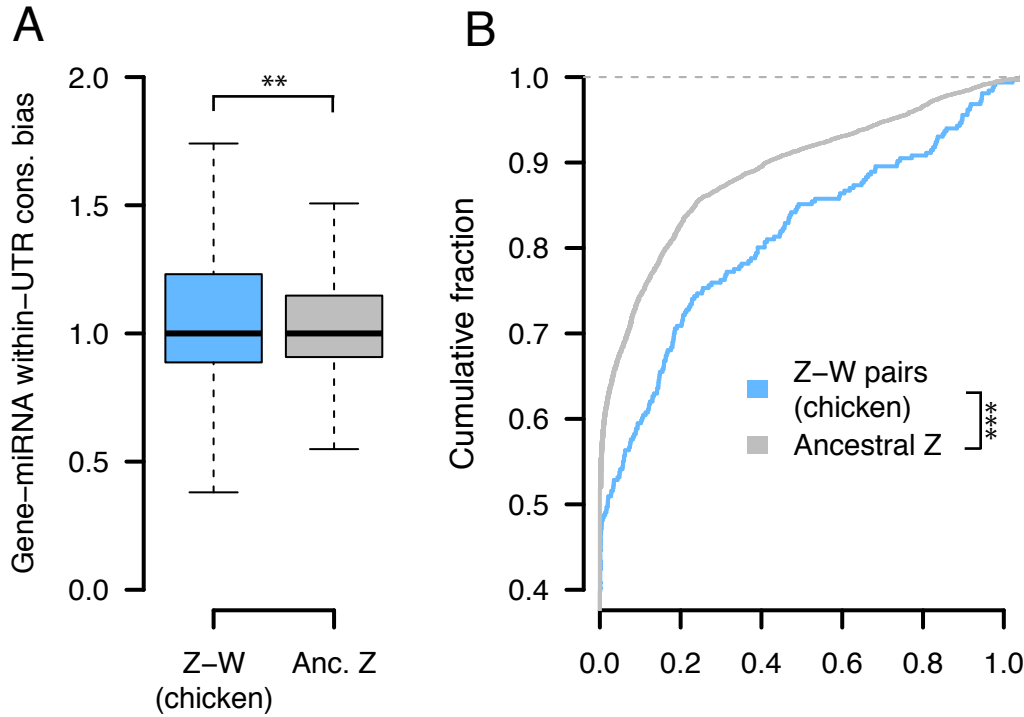 A
Gene−miRNA within−UTR cons. bias
2.0
1.5
1.0
0.5
0.0
**
Z−W
(chicken)
Anc. Z
B
Cumulative fraction
1.0
0.9
0.8
0.7
0.6
0.5
0.4
Z−W pairs
(chicken)
Ancestral Z
***
0.0 0.2 0.4 0.6 0.8 1.0